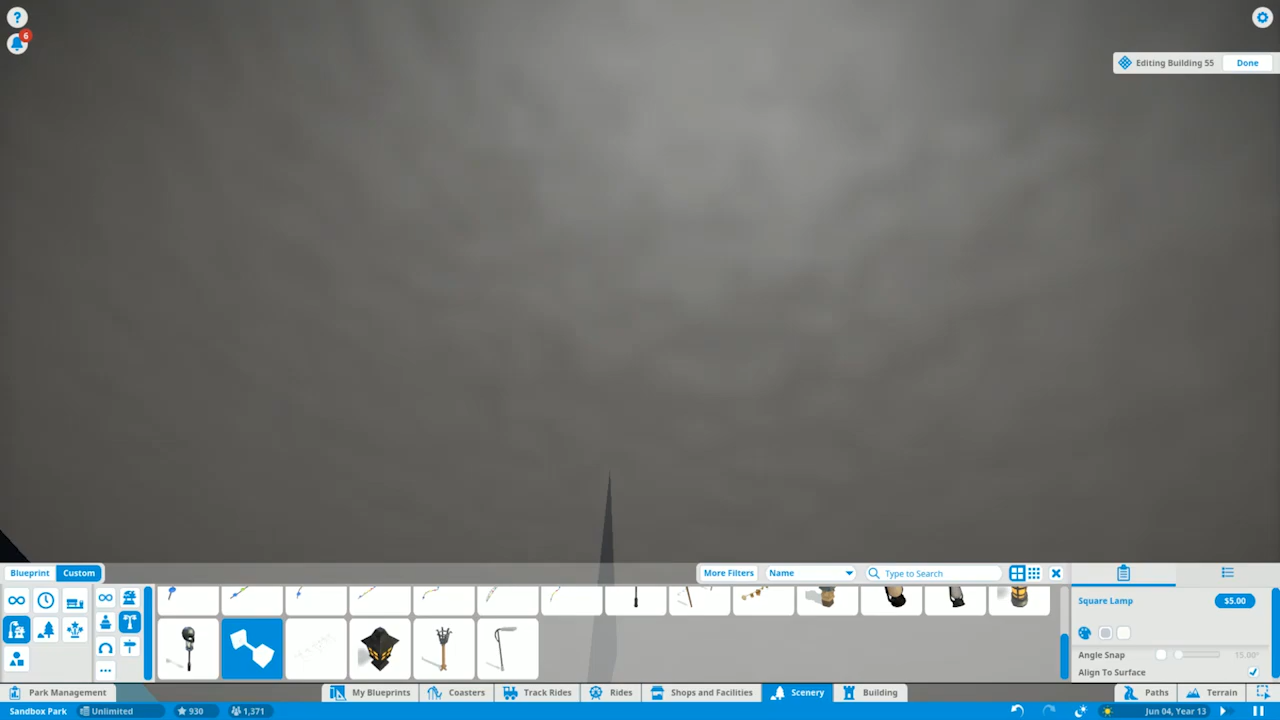 ?
6
Editing Building 55 Done
Blueprint Custom More Filters Name Type to Search
Square Lamp $5.00
Angle Snap 15.00°
Align To Surface
Park Management My Blueprints Coasters Track Rides Rides Shops and Facilities Scenery Building Paths Terrain
Sandbox Park Unlimited 930 1,371 Jun 04, Year 13